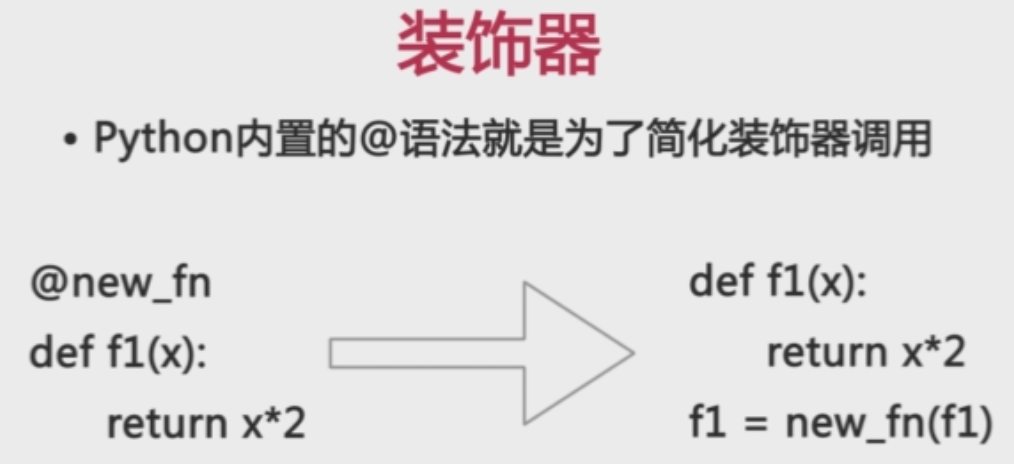 装饰器
• Python内置的@语法就是为了简化装饰器调用
@new_fn
def f1(x):
return x*2
def f1(x):
return x*2
f1 = new_fn(f1)